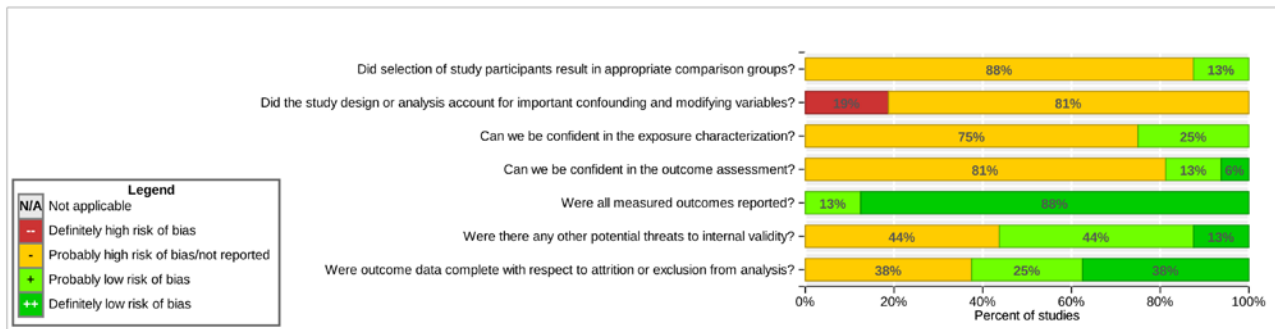 Did selection of study participants result in appropriate comparison groups?
88%
13%
Did the study design or analysis account for important confounding and modifying variables?
19%
81%
Can we be confident in the exposure characterization?
75%
25%
Can we be confident in the outcome assessment?
81%
13%
6%
Were all measured outcomes reported?
13%
88%
Were there any other potential threats to internal validity?
44%
44%
13%
Were outcome data complete with respect to attrition or exclusion from analysis?
38%
25%
38%
0%
20%
40%
60%
80%
100%
Percent of studies
Legend
N/A Not applicable
-- Definitely high risk of bias
- Probably high risk of bias/not reported
+ Probably low risk of bias
++ Definitely low risk of bias